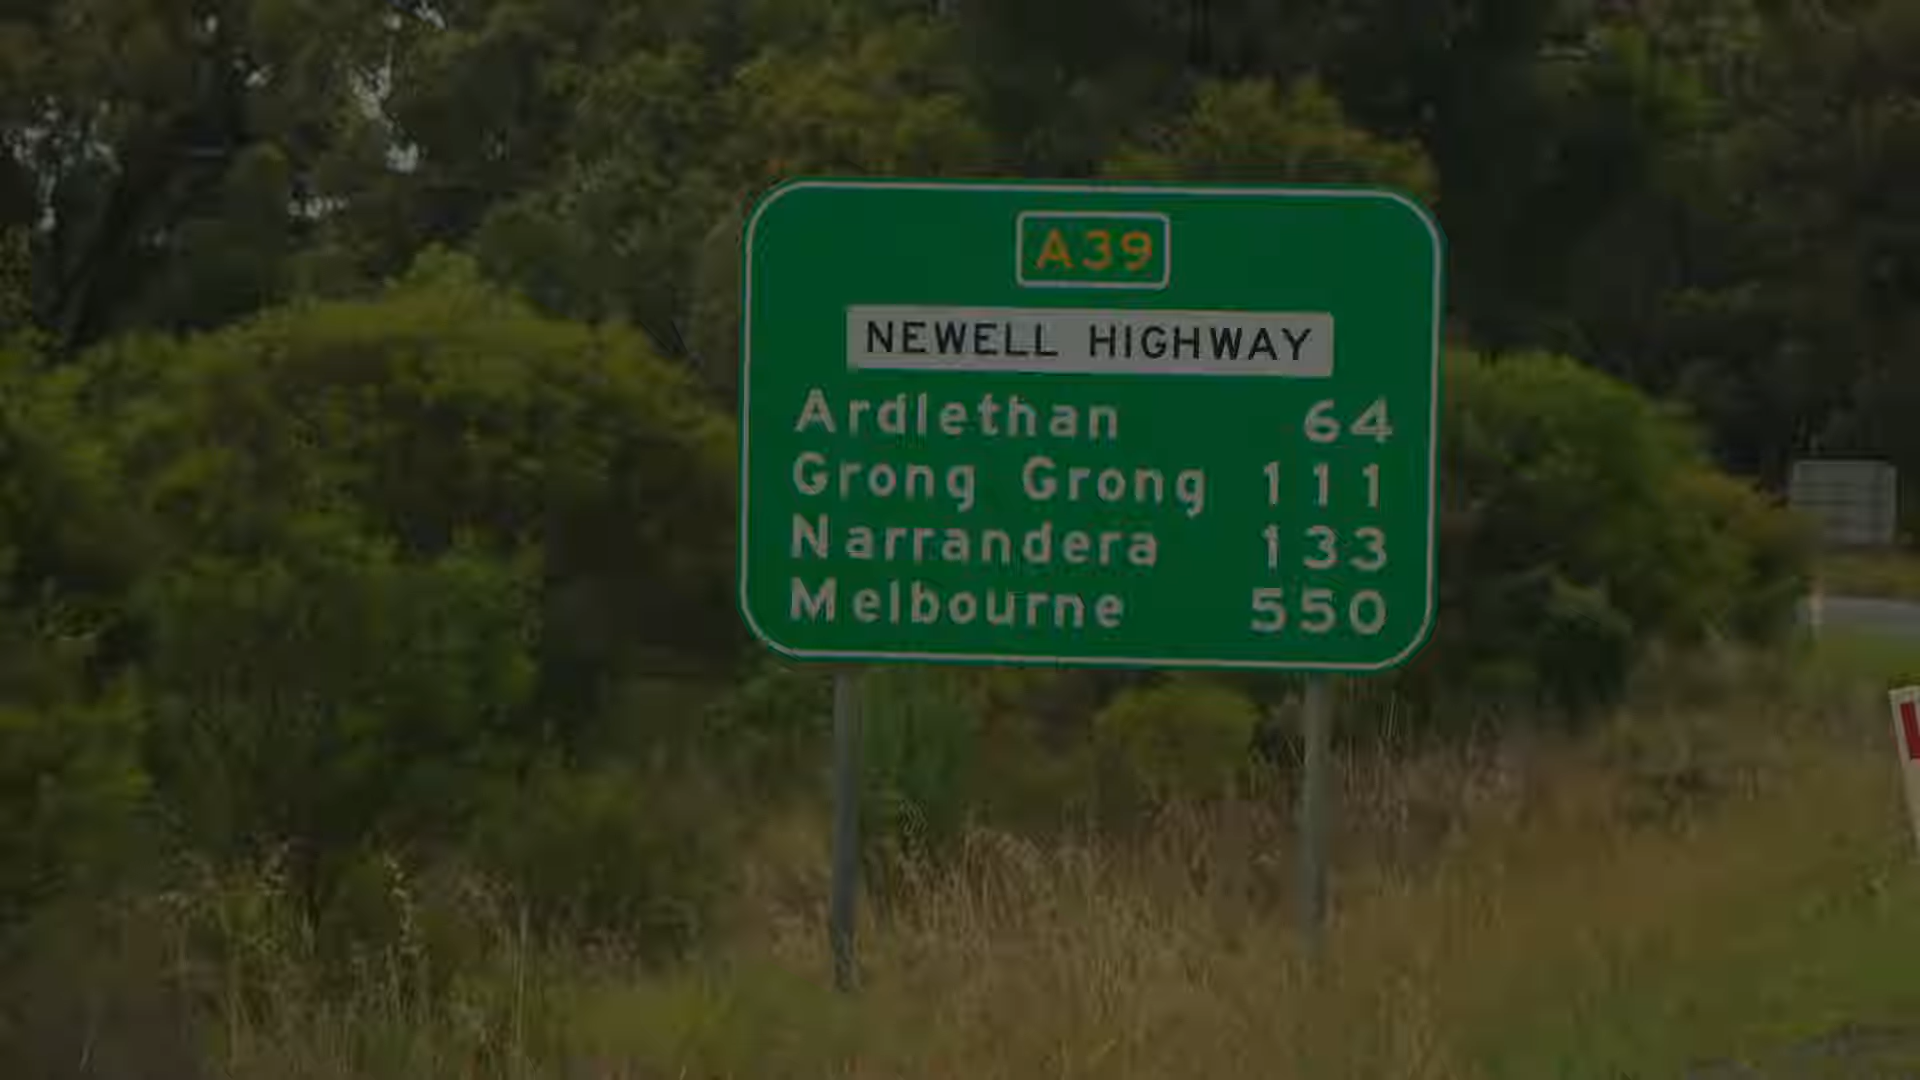 A39
NEWELL HIGHWAY
Ardlethan 64
Grong Grong 111
Narrandera 133
Melbourne 550